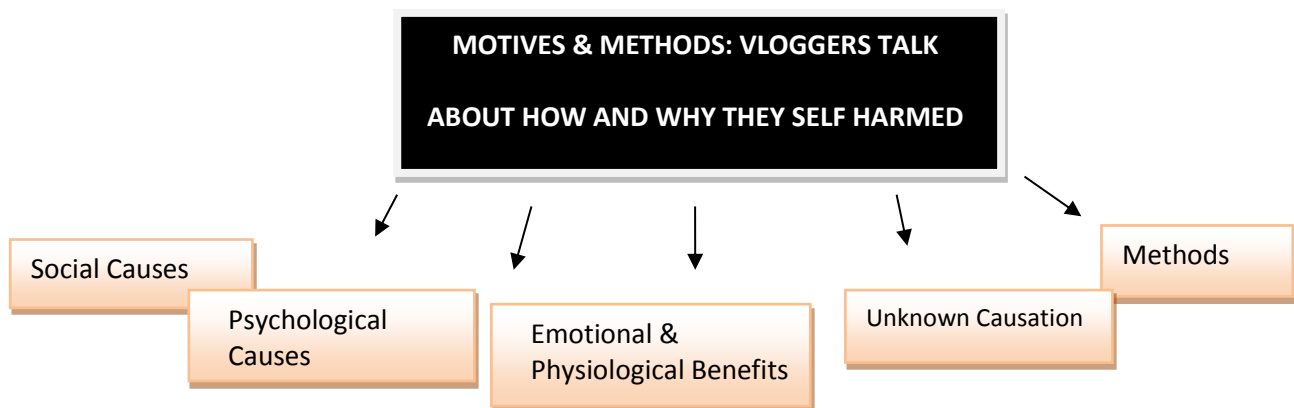 MOTIVES & METHODS: VLOGGERS TALK
ABOUT HOW AND WHY THEY SELF HARMED
Social Causes
Psychological
Causes
Emotional &
Physiological Benefits
Unknown Causation
Methods